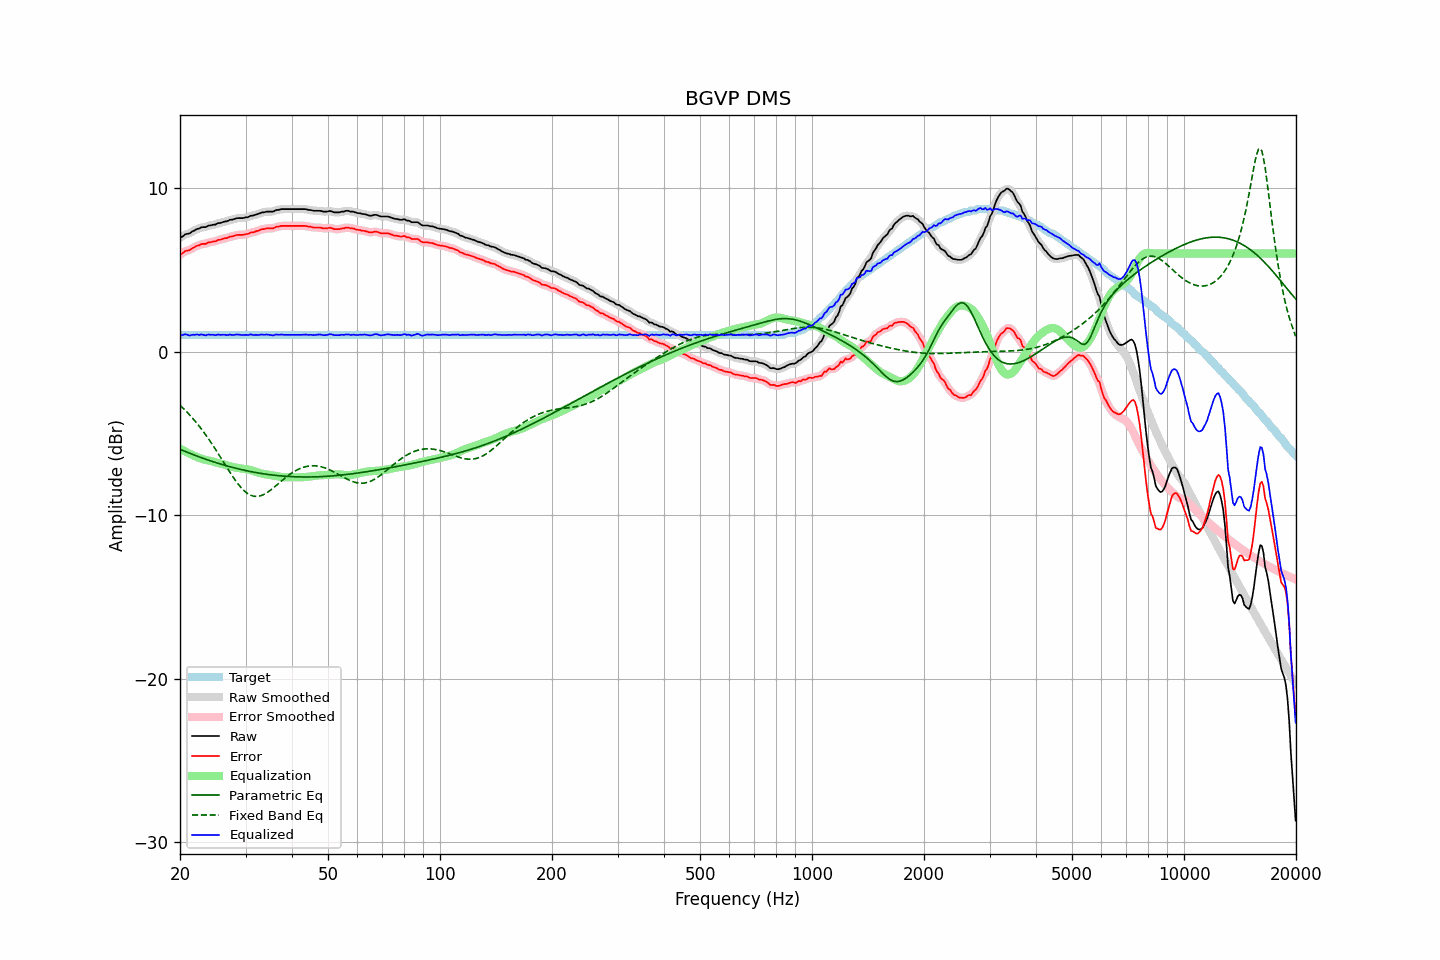 BGVP DMS
Amplitude (dBr)
10
0
−10
−20
−30
Target
Raw Smoothed
Error Smoothed
Raw
Error
Equalization
Parametric Eq
Fixed Band Eq
Equalized
20 50 100 200 500 1000 2000 5000 10000 20000
Frequency (Hz)